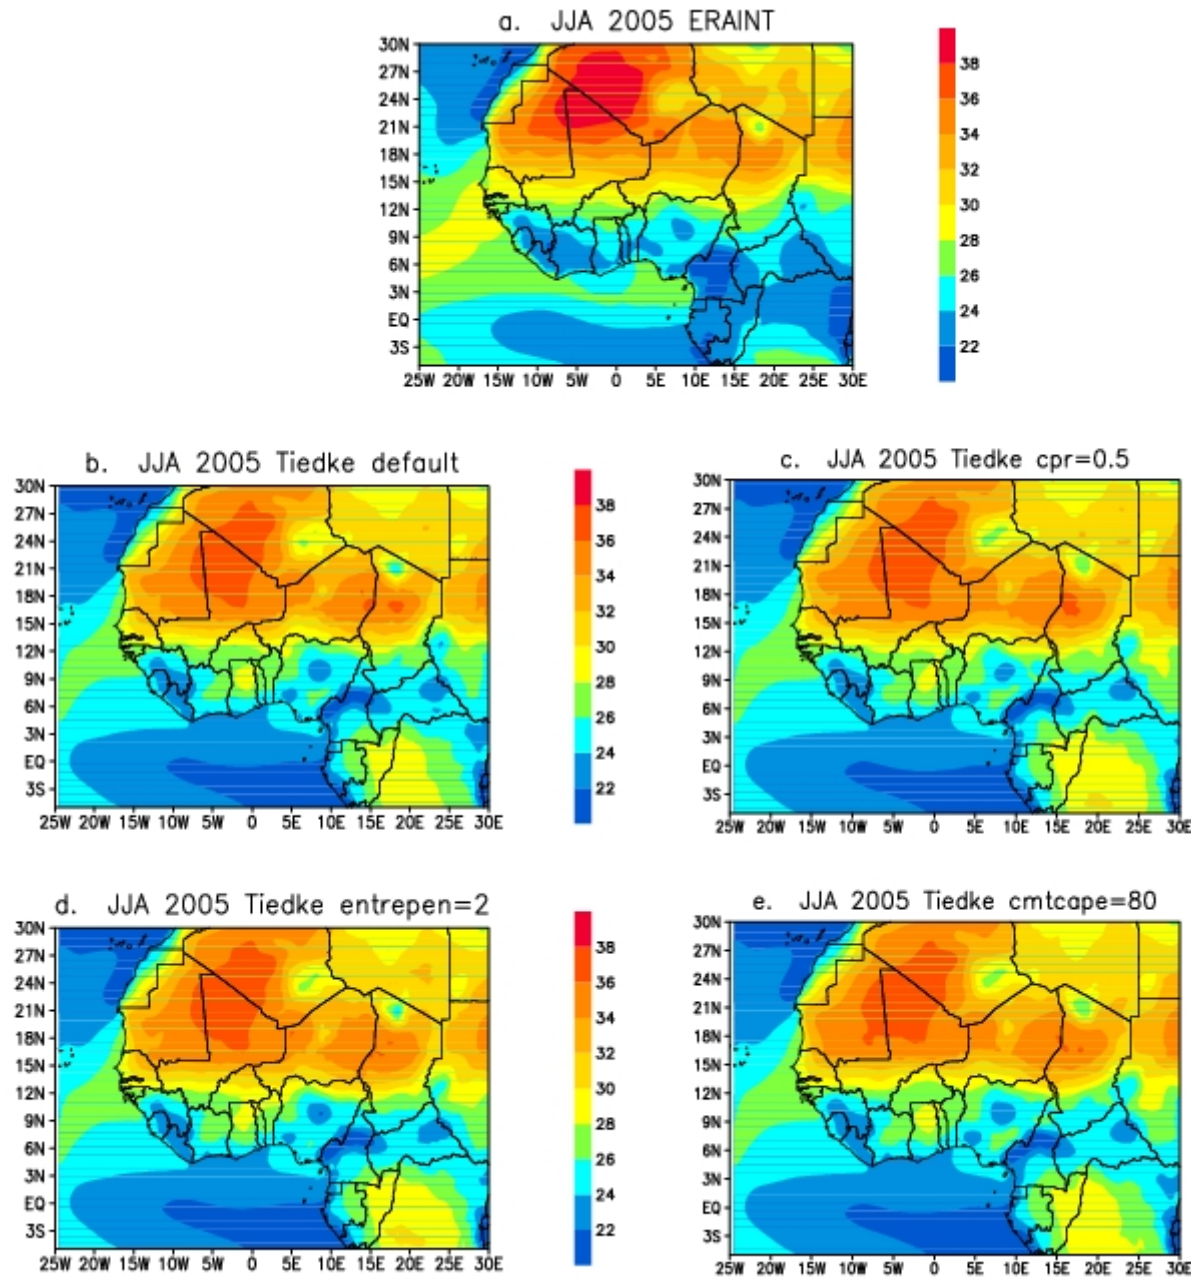 a. JJA 2005 ERAINT
30N
27N
24N
21N
18N
15N
12N
9N
6N
3N
EQ
3S
25W 20W 15W 10W 5W 0 5E 10E 15E 20E 25E 30E
38
36
34
32
30
28
26
24
22
b. JJA 2005 Tiedke default
30N
27N
24N
21N
18N
15N
12N
9N
6N
3N
EQ
3S
25W 20W 15W 10W 5W 0 5E 10E 15E 20E 25E 30E
38
36
34
32
30
28
26
24
22
c. JJA 2005 Tiedke cpr=0.5
30N
27N
24N
21N
18N
15N
12N
9N
6N
3N
EQ
3S
25W 20W 15W 10W 5W 0 5E 10E 15E 20E 25E 30E
d. JJA 2005 Tiedke entrepen=2
30N
27N
24N
21N
18N
15N
12N
9N
6N
3N
EQ
3S
25W 20W 15W 10W 5W 0 5E 10E 15E 20E 25E 30E
38
36
34
32
30
28
26
24
22
e. JJA 2005 Tiedke cmtcape=80
30N
27N
24N
21N
18N
15N
12N
9N
6N
3N
EQ
3S
25W 20W 15W 10W 5W 0 5E 10E 15E 20E 25E 30E